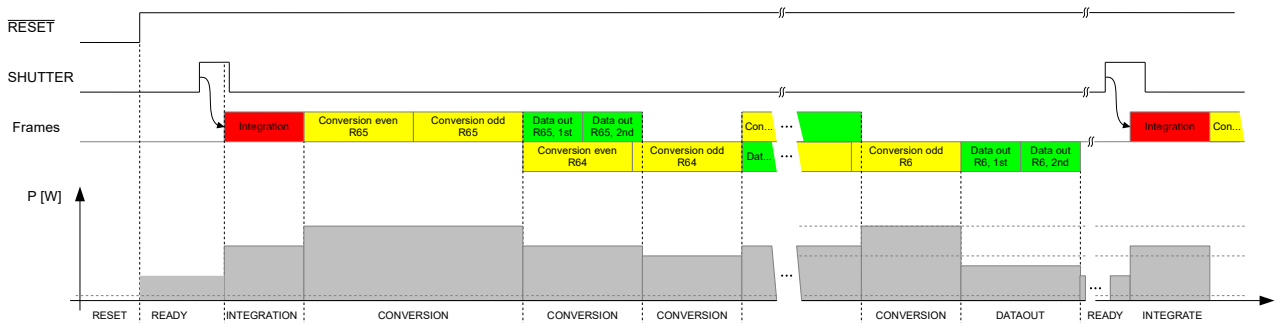 RESET
SHUTTER
Frames
Integration
Conversion even
R65
Conversion odd
R65
Data out
R65, 1st
Data out
R65, 2nd
Con...
...
Integration
Con...
Conversion even
R64
Conversion odd
R64
Dat...
...
Conversion odd
R6
Data out
R6, 1st
Data out
R6, 2nd
P [W]
...
...
RESET
READY
INTEGRATION
CONVERSION
CONVERSION
CONVERSION
CONVERSION
DATAOUT
READY
INTEGRATE